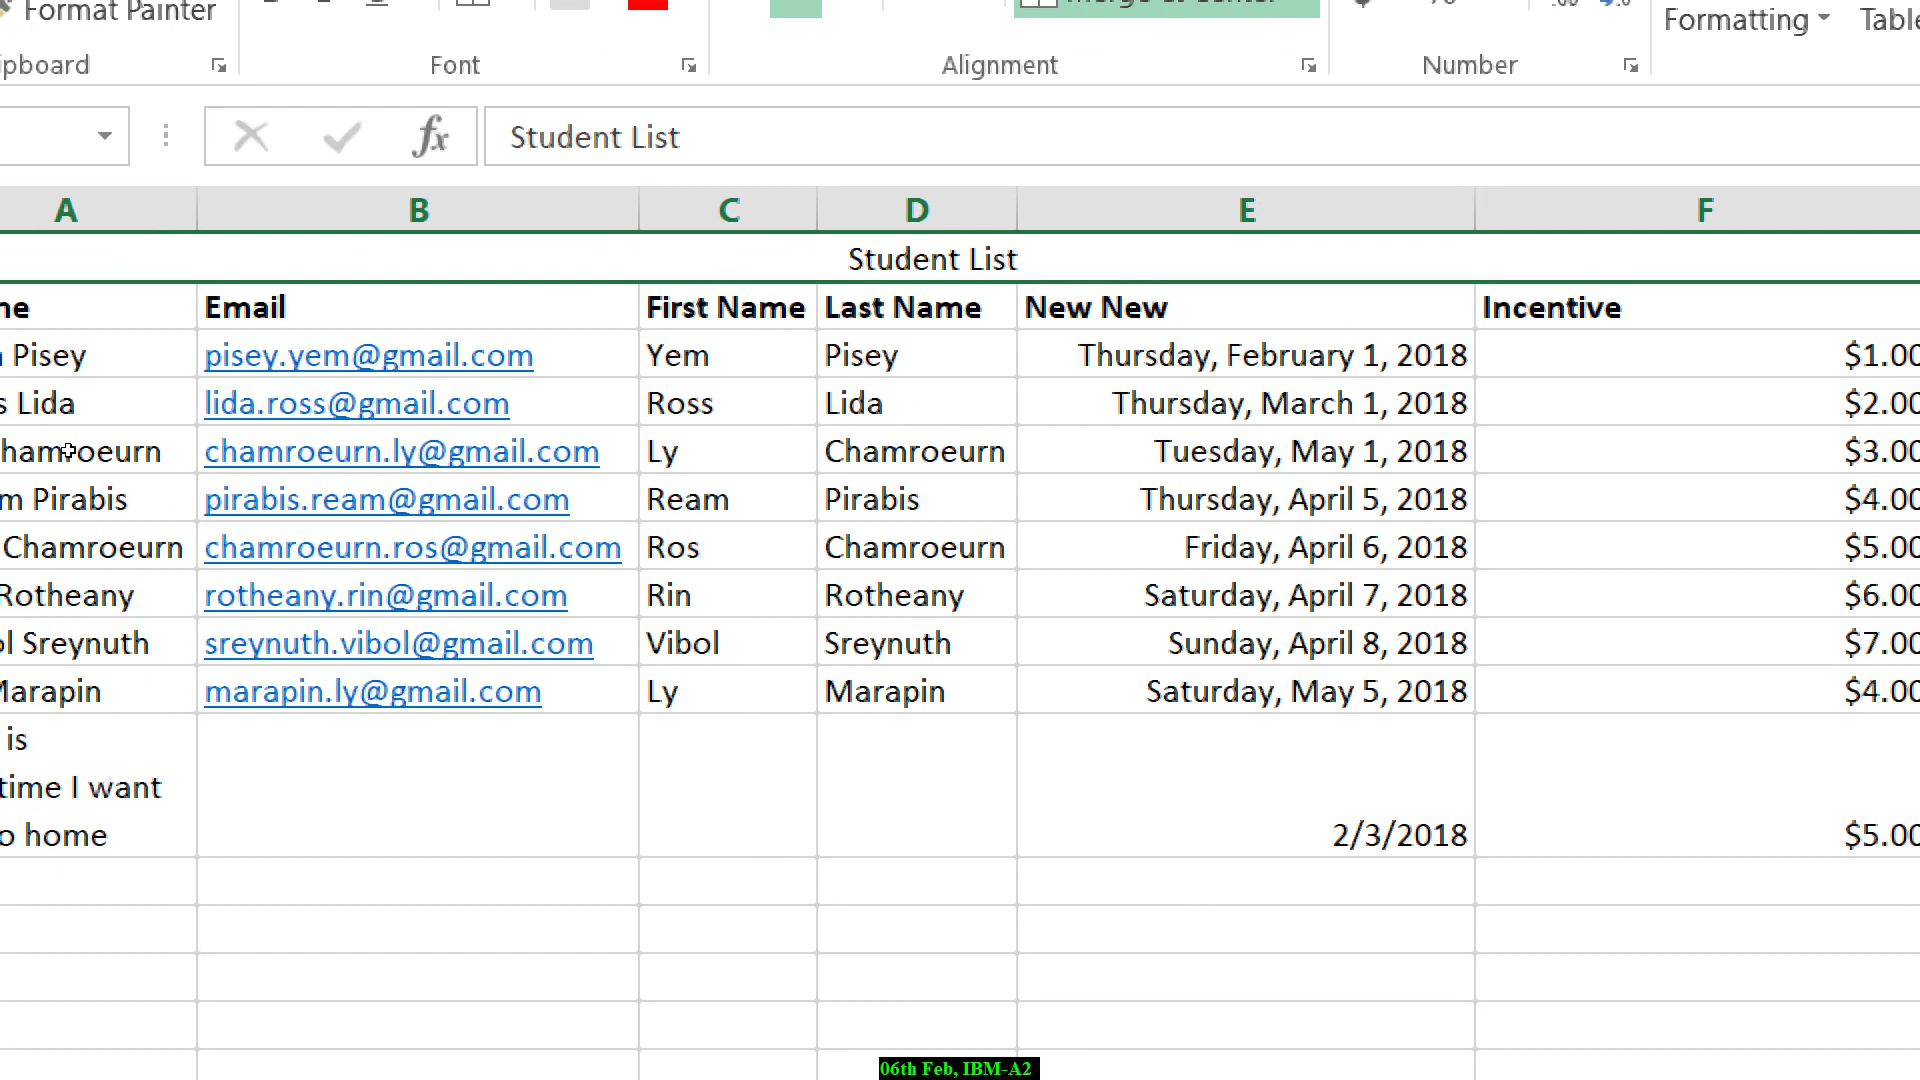 Format Painter
Formatting Table
pboard Font Alignment Number
fx Student List
A B C D E F
Student List
ne Email First Name Last Name New New Incentive
Pisey pisey.yem@gmail.com Yem Pisey Thursday, February 1, 2018 $1.00
s Lida lida.ross@gmail.com Ross Lida Thursday, March 1, 2018 $2.00
hamroeurn chamroeurn.ly@gmail.com Ly Chamroeurn Tuesday, May 1, 2018 $3.00
m Pirabis pirabis.ream@gmail.com Ream Pirabis Thursday, April 5, 2018 $4.00
Chamroeurn chamroeurn.ros@gmail.com Ros Chamroeurn Friday, April 6, 2018 $5.00
Rotheany rotheany.rin@gmail.com Rin Rotheany Saturday, April 7, 2018 $6.00
ol Sreynuth sreynuth.vibol@gmail.com Vibol Sreynuth Sunday, April 8, 2018 $7.00
Marapin marapin.ly@gmail.com Ly Marapin Saturday, May 5, 2018 $4.00
is
time I want
o home 2/3/2018 $5.00
06th Feb, IBM-A2